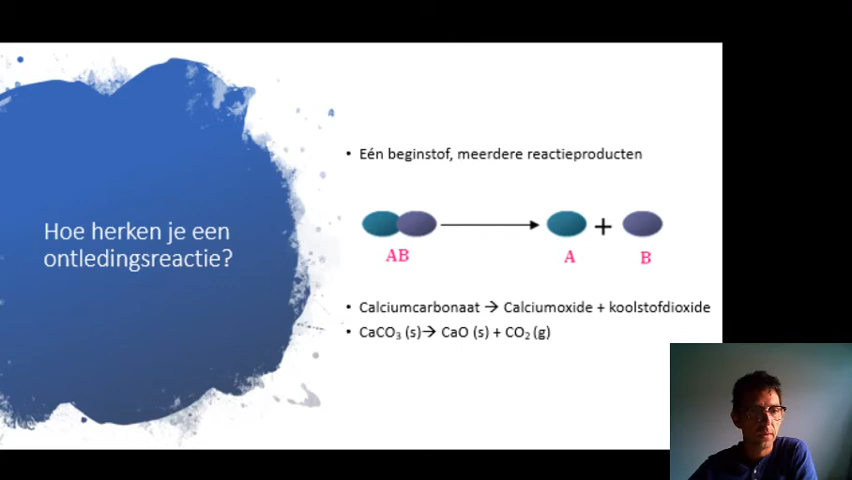 Hoe herken je een
ontledingsreactie?
• Eén beginstof, meerdere reactieproducten
+
AB
A
B
• Calciumcarbonaat → Calciumoxide + koolstofdioxide
• CaCO₃ (s)→ CaO (s) + CO₂ (g)